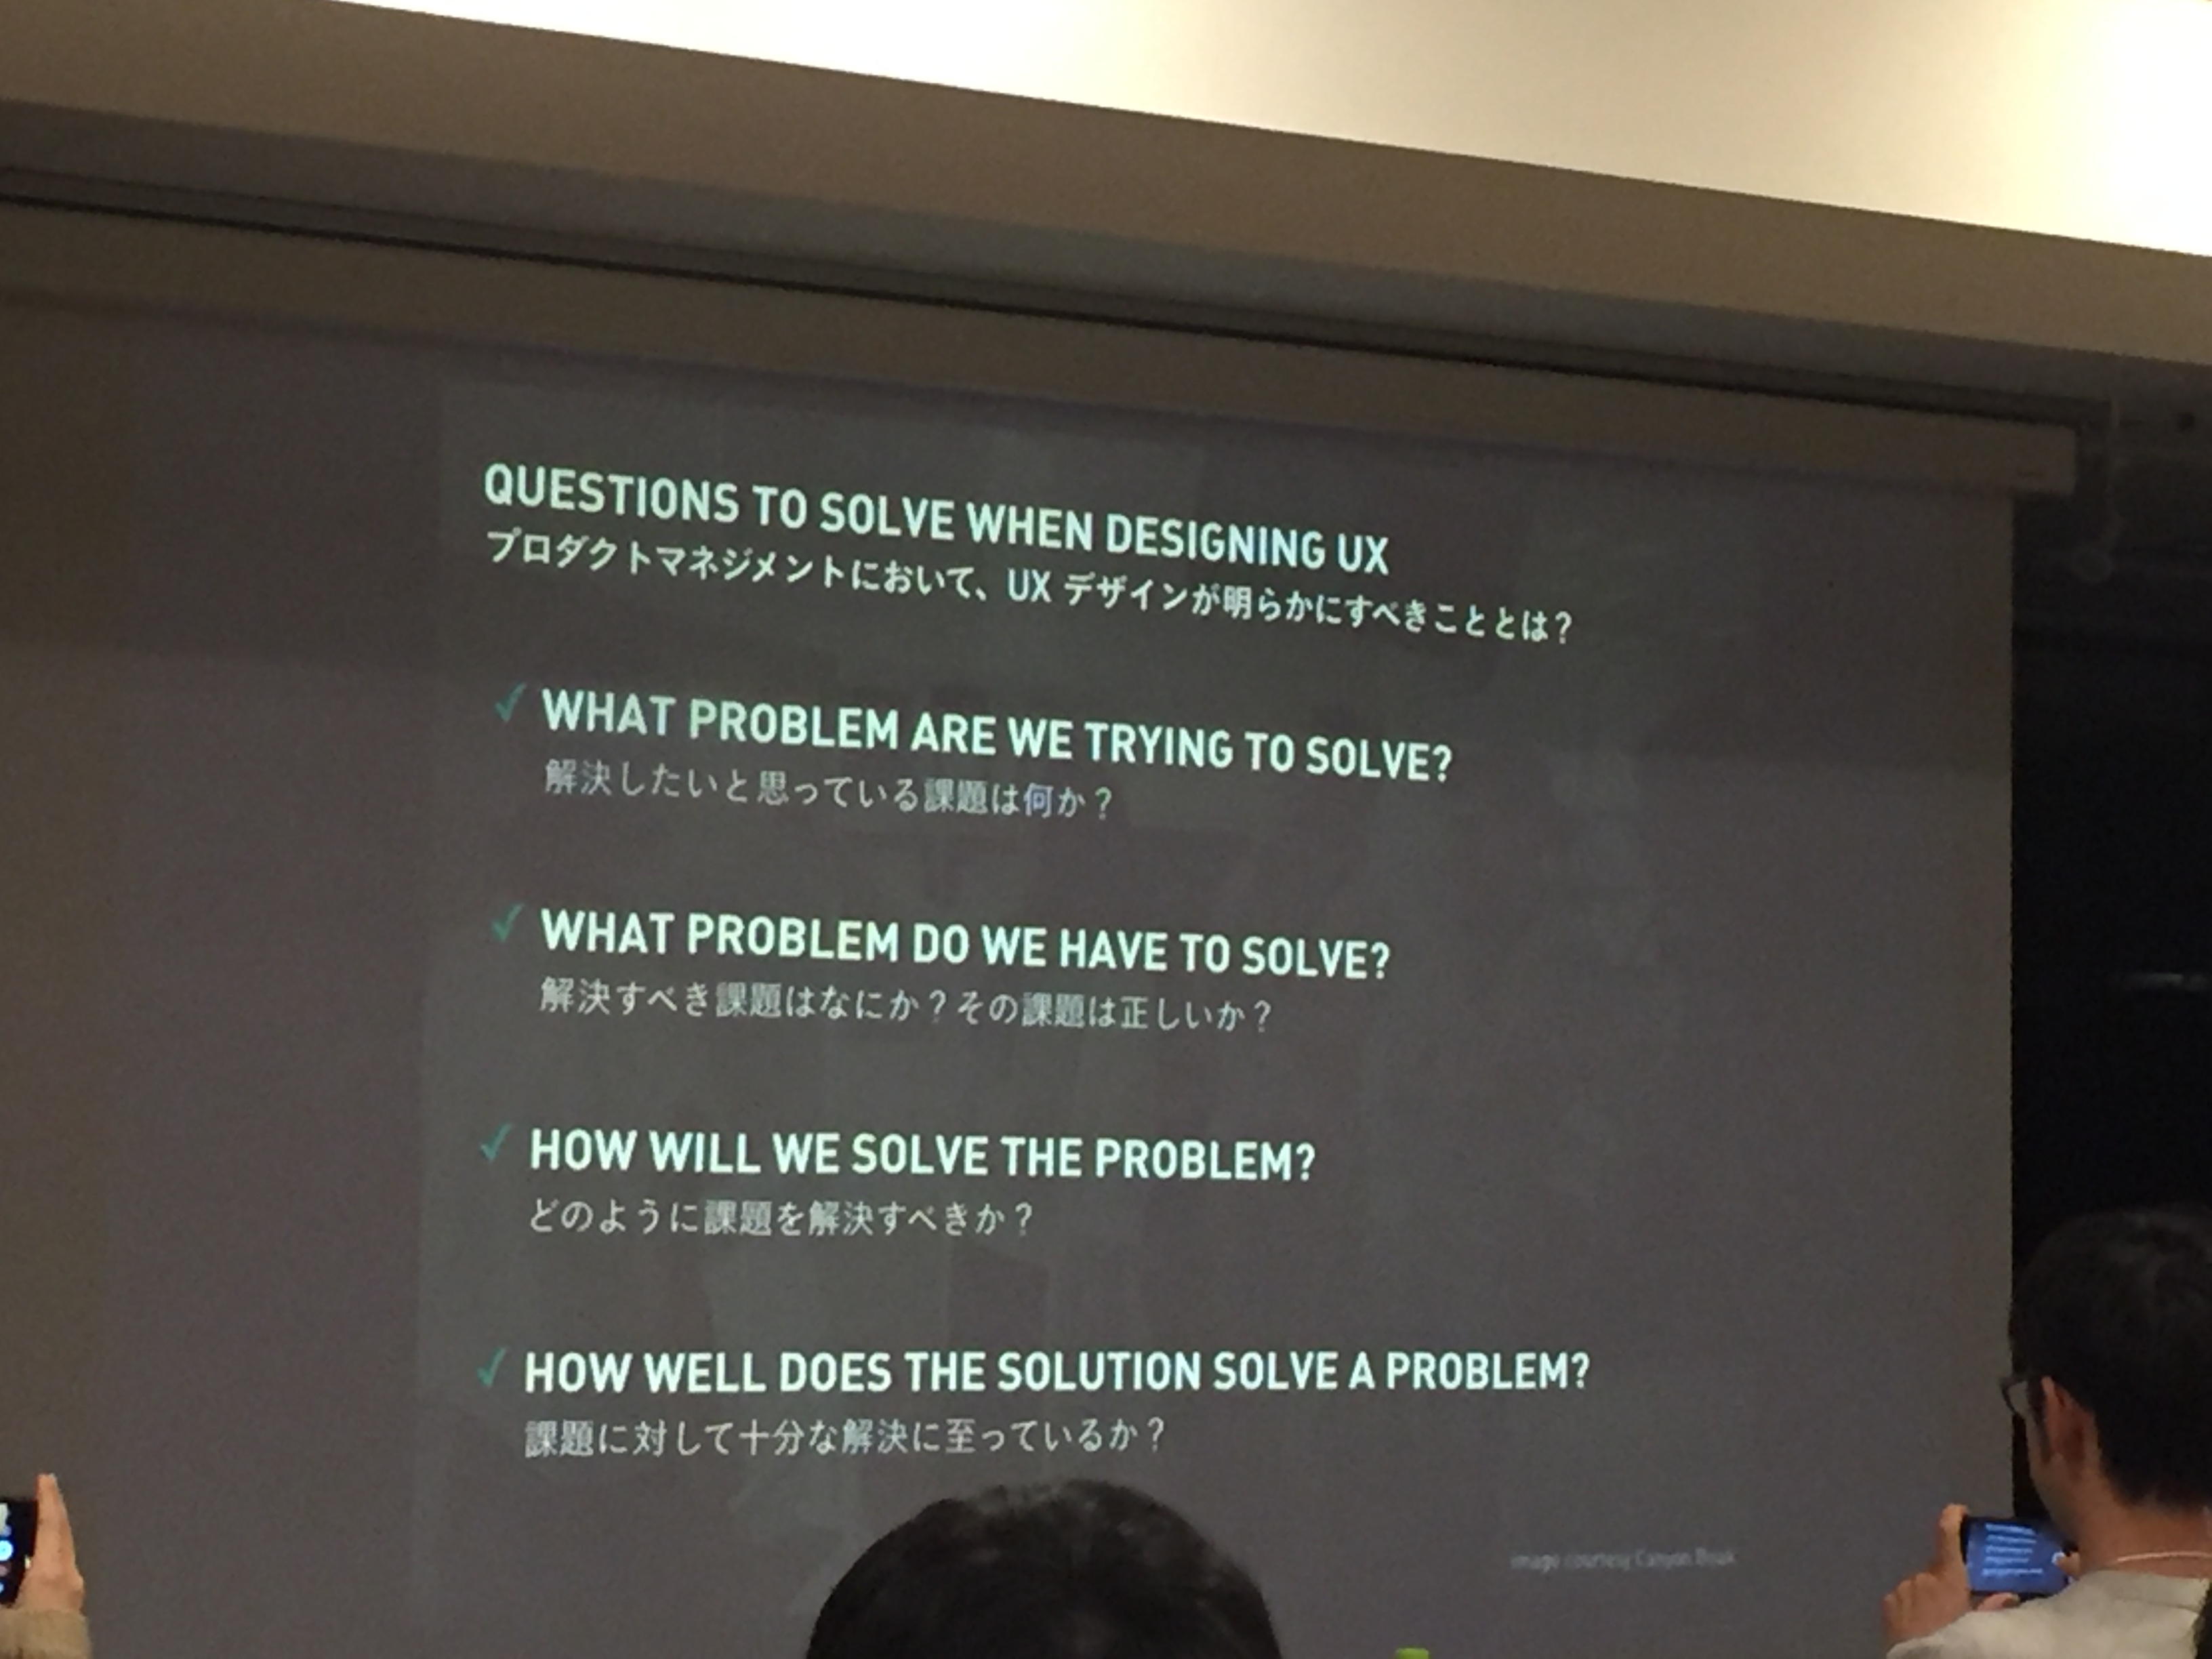 QUESTIONS TO SOLVE WHEN DESIGNING UX
プロダクトマネジメントにおいて、UX デザインが明らかにすべきこととは？
✓ WHAT PROBLEM ARE WE TRYING TO SOLVE?
解決したいと思っている課題は何か？
✓ WHAT PROBLEM DO WE HAVE TO SOLVE?
解決すべき課題はなにか？その課題は正しいか？
✓ HOW WILL WE SOLVE THE PROBLEM?
どのように課題を解決すべきか？
✓ HOW WELL DOES THE SOLUTION SOLVE A PROBLEM?
課題に対して十分な解決に至っているか？
image courtesy Canyon